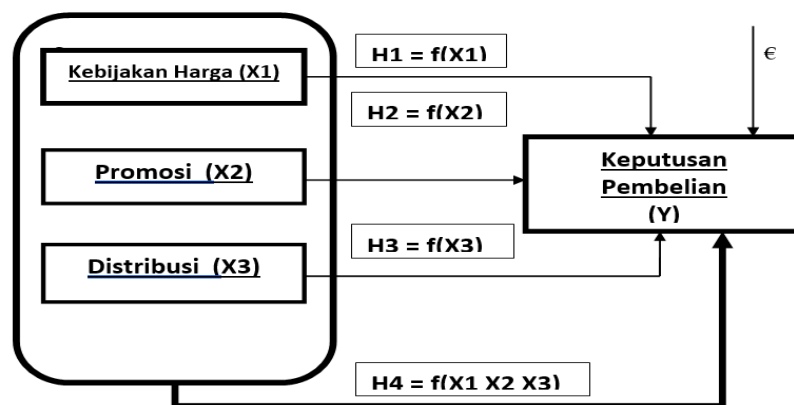 Kebijakan Harga (X1)
H1 = f(X1)
€
H2 = f(X2)
Promosi (X2)
Keputusan
Pembelian
(Y)
H3 = f(X3)
Distribusi (X3)
H4 = f(X1 X2 X3)